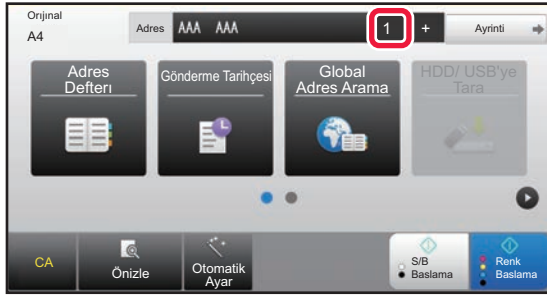 Orijinal
A4
Adres
AAA AAA
1
+
Ayrinti
Adres
Defteri
Gönderme Tarihçesi
Global
Adres Arama
HDD/ USB'ye
Tara
CA
Önizle
Otomatik
Ayar
S/B
Baslama
Renk
Baslama